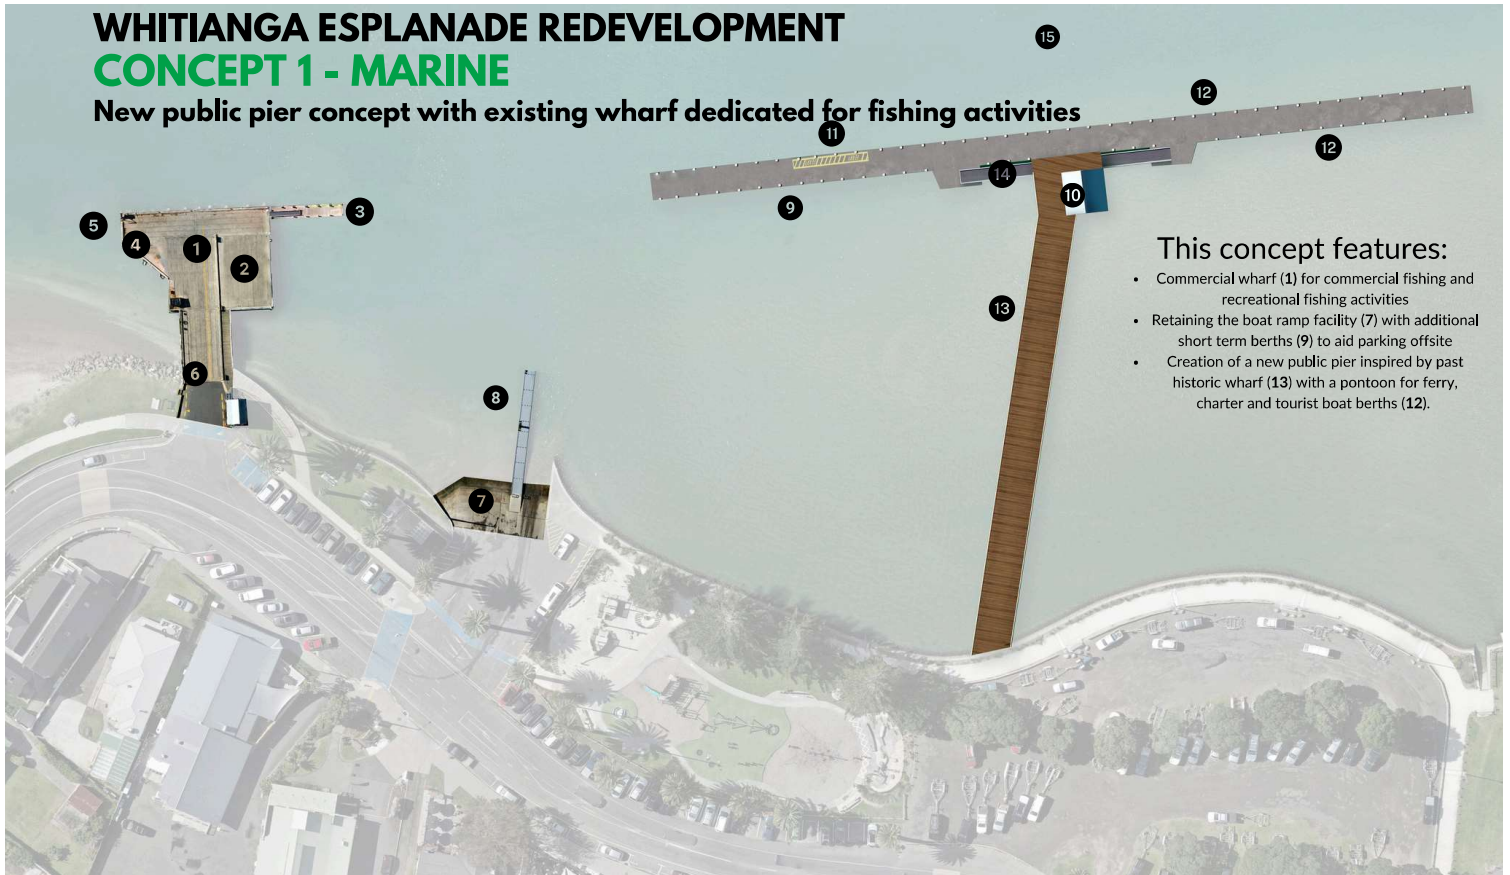 WHITIANGA ESPLANADE REDEVELOPMENT
CONCEPT 1 - MARINE
New public pier concept with existing wharf dedicated for fishing activities
15
12
11
12
14
10
9
3
5
4
1
2
13
6
8
7
This concept features:
• Commercial wharf (1) for commercial fishing and
recreational fishing activities
• Retaining the boat ramp facility (7) with additional
short term berths (9) to aid parking offsite
• Creation of a new public pier inspired by past
historic wharf (13) with a pontoon for ferry,
charter and tourist boat berths (12).